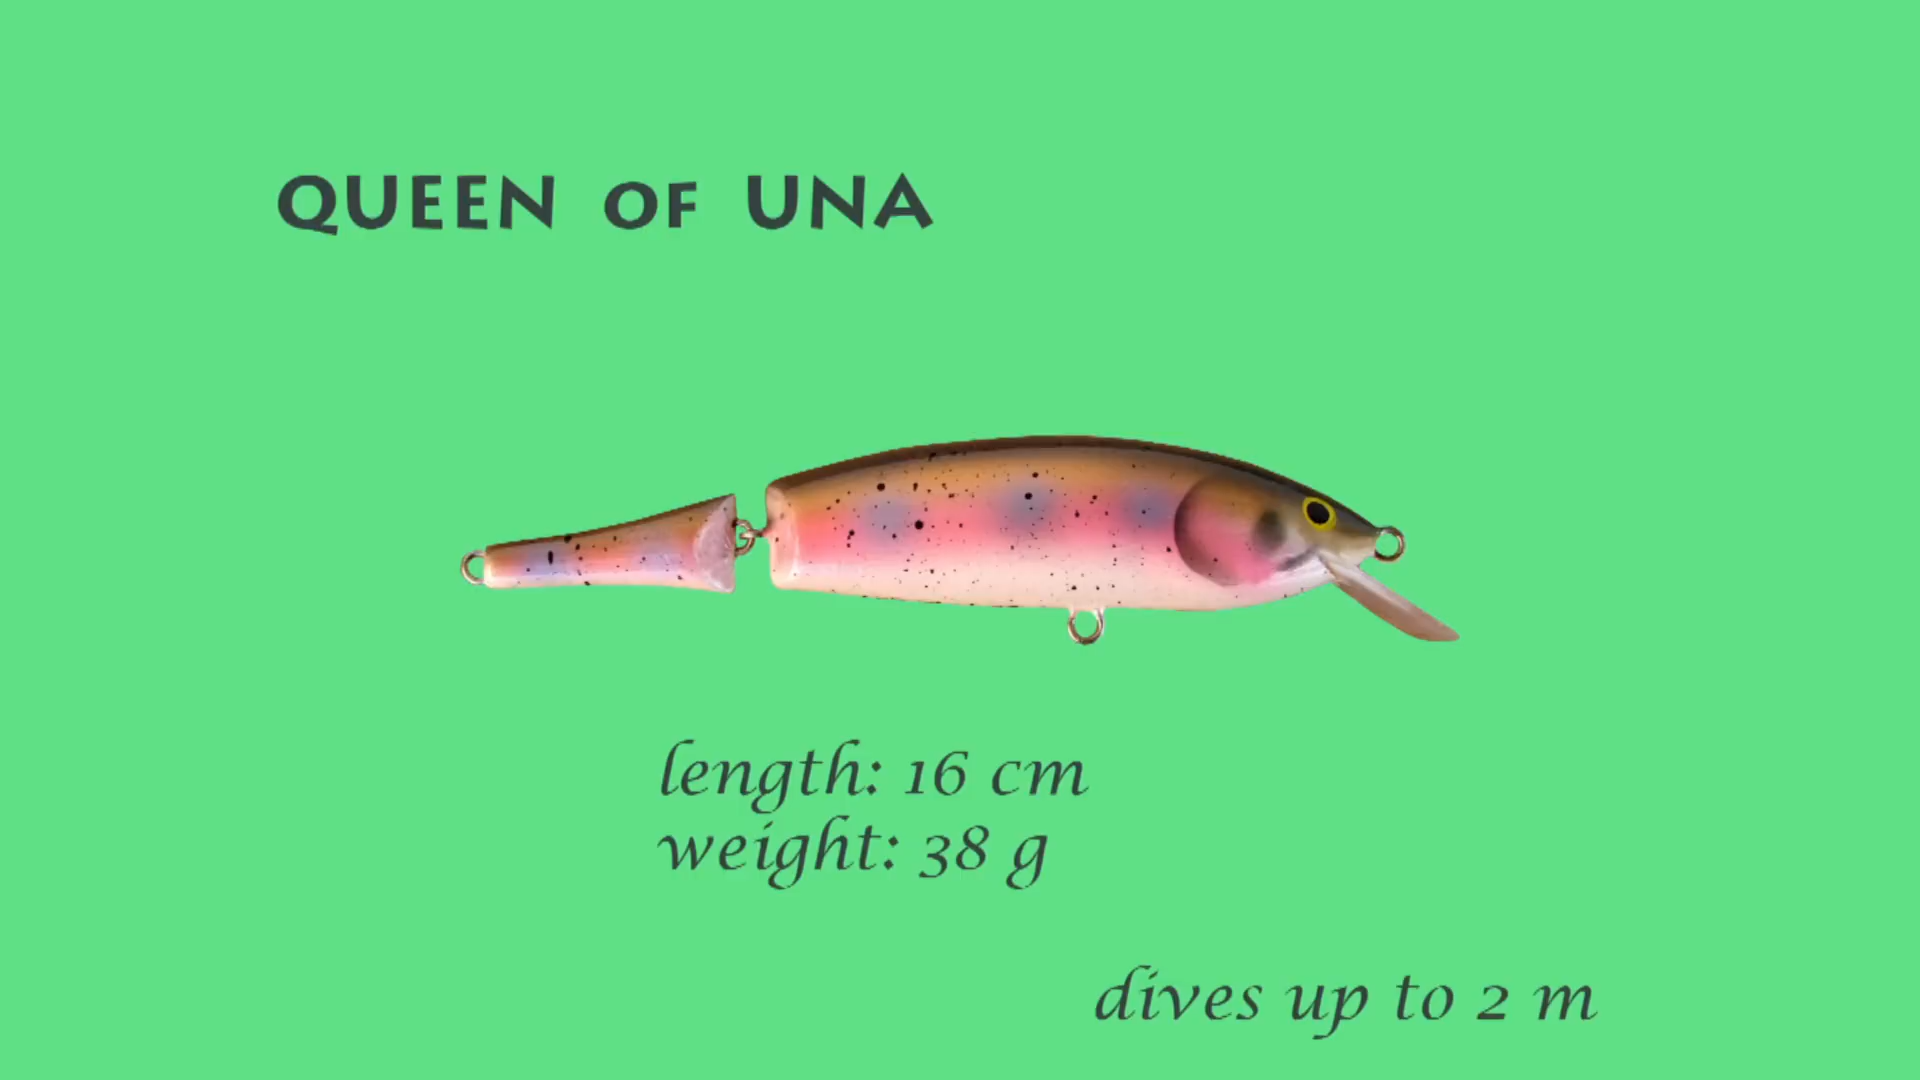 QUEEN OF UNA
length: 16 cm
weight: 38 g
dives up to 2 m